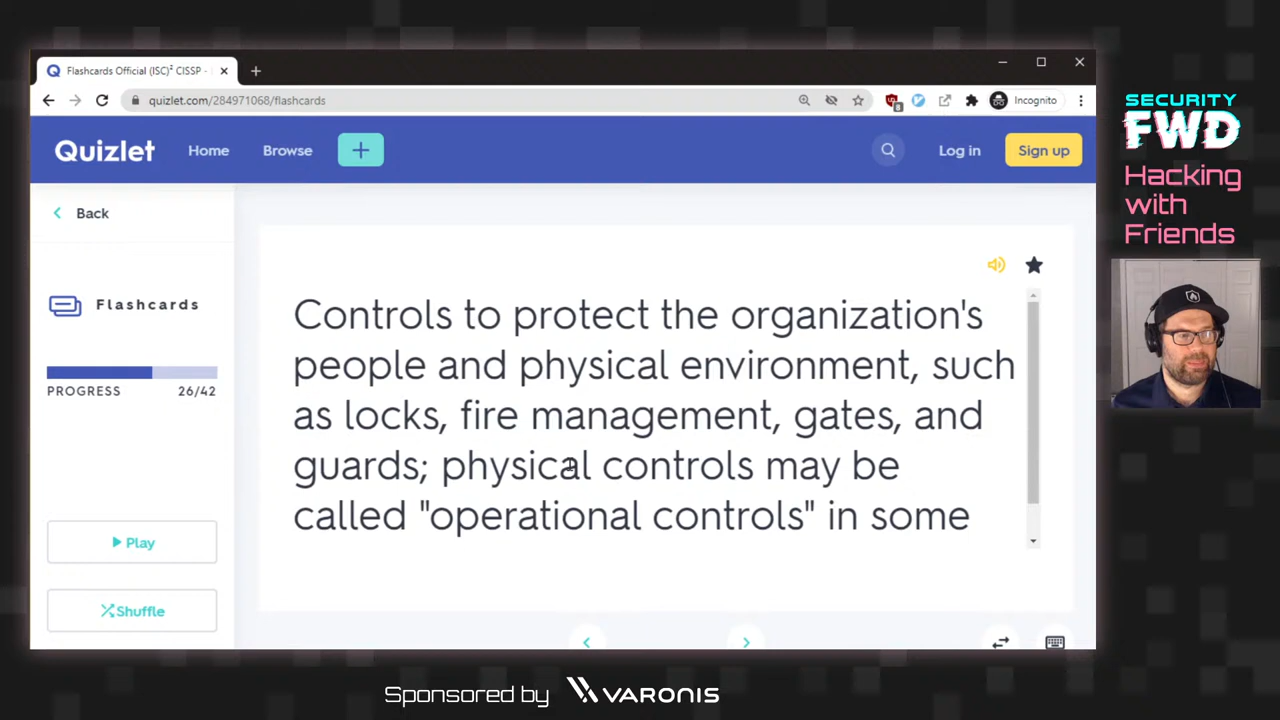 Flashcards Official (ISC)² CISSP -
quizlet.com/284971068/flashcards
8
Incognito
Quizlet
Home
Browse
Log in
Sign up
Back
Flashcards
PROGRESS
26/42
Play
Shuffle
Controls to protect the organization's
people and physical environment, such
as locks, fire management, gates, and
guards; physical controls may be
called "operational controls" in some
SECURITY
FWD
Hacking
with
Friends
Sponsored by VARONIS